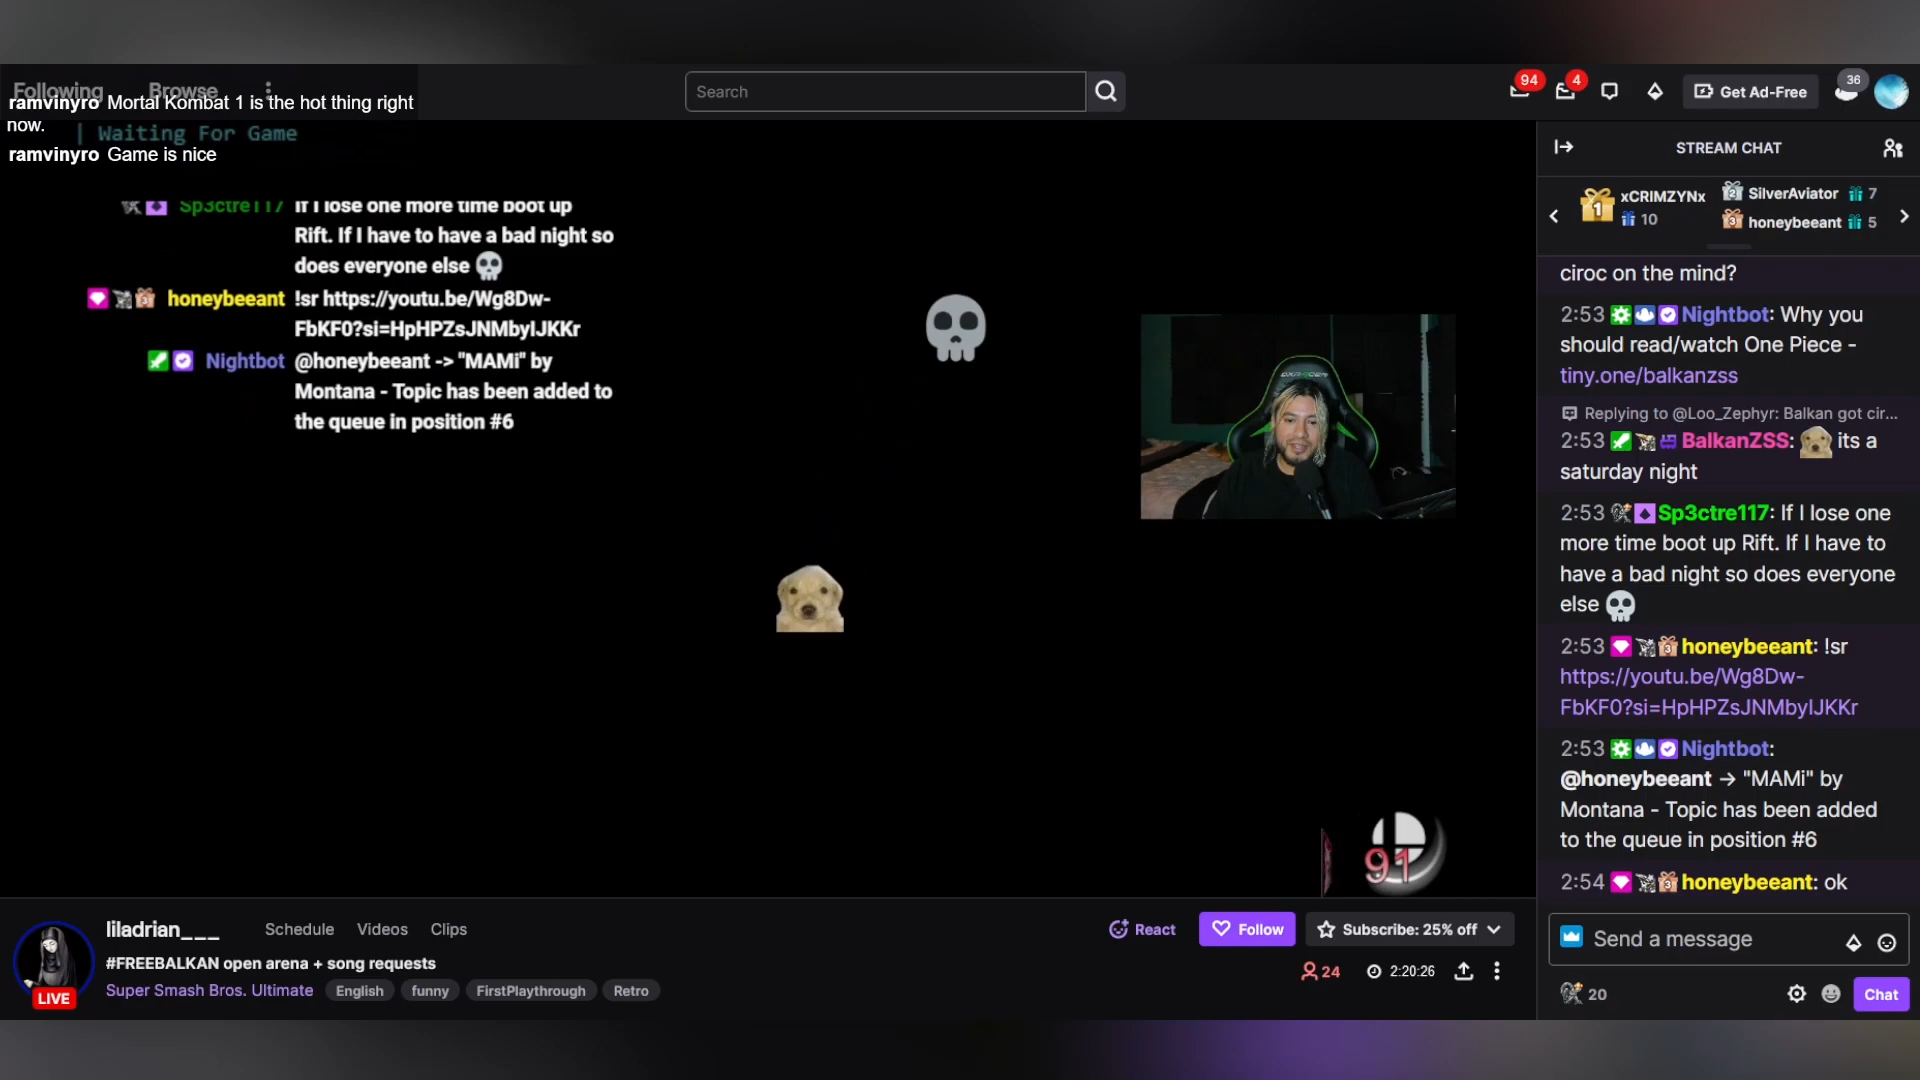 Following Browse
ramvinyro Mortal Kombat 1 is the hot thing right
now.
| Waiting For Game
ramvinyro Game is nice
Search
94
4
Get Ad-Free
36
Sp3ctre117 If I lose one more time boot up
Rift. If I have to have a bad night so
does everyone else
honeybeeant !sr https://youtu.be/Wg8Dw-
FbKF0?si=HpHPZsJNMbyIJKKr
Nightbot @honeybeeant -> "MAMi" by
Montana - Topic has been added to
the queue in position #6
91
STREAM CHAT
1 xCRIMZYNx
10
2 SilverAviator 7
3 honeybeeant 5
ciroc on the mind?
2:53 Nightbot: Why you
should read/watch One Piece -
tiny.one/balkanzss
Replying to @Loo_Zephyr: Balkan got cir...
2:53 BalkanZSS: its a
saturday night
2:53 Sp3ctre117: If I lose one
more time boot up Rift. If I have to
have a bad night so does everyone
else
2:53 honeybeeant: !sr
https://youtu.be/Wg8Dw-
FbKF0?si=HpHPZsJNMbyIJKKr
2:53 Nightbot:
@honeybeeant → "MAMi" by
Montana - Topic has been added
to the queue in position #6
2:54 honeybeeant: ok
Send a message
20
Chat
liladrian___ Schedule Videos Clips
#FREEBALKAN open arena + song requests
Super Smash Bros. Ultimate English funny FirstPlaythrough Retro
LIVE
React Follow Subscribe: 25% off
24 2:20:26